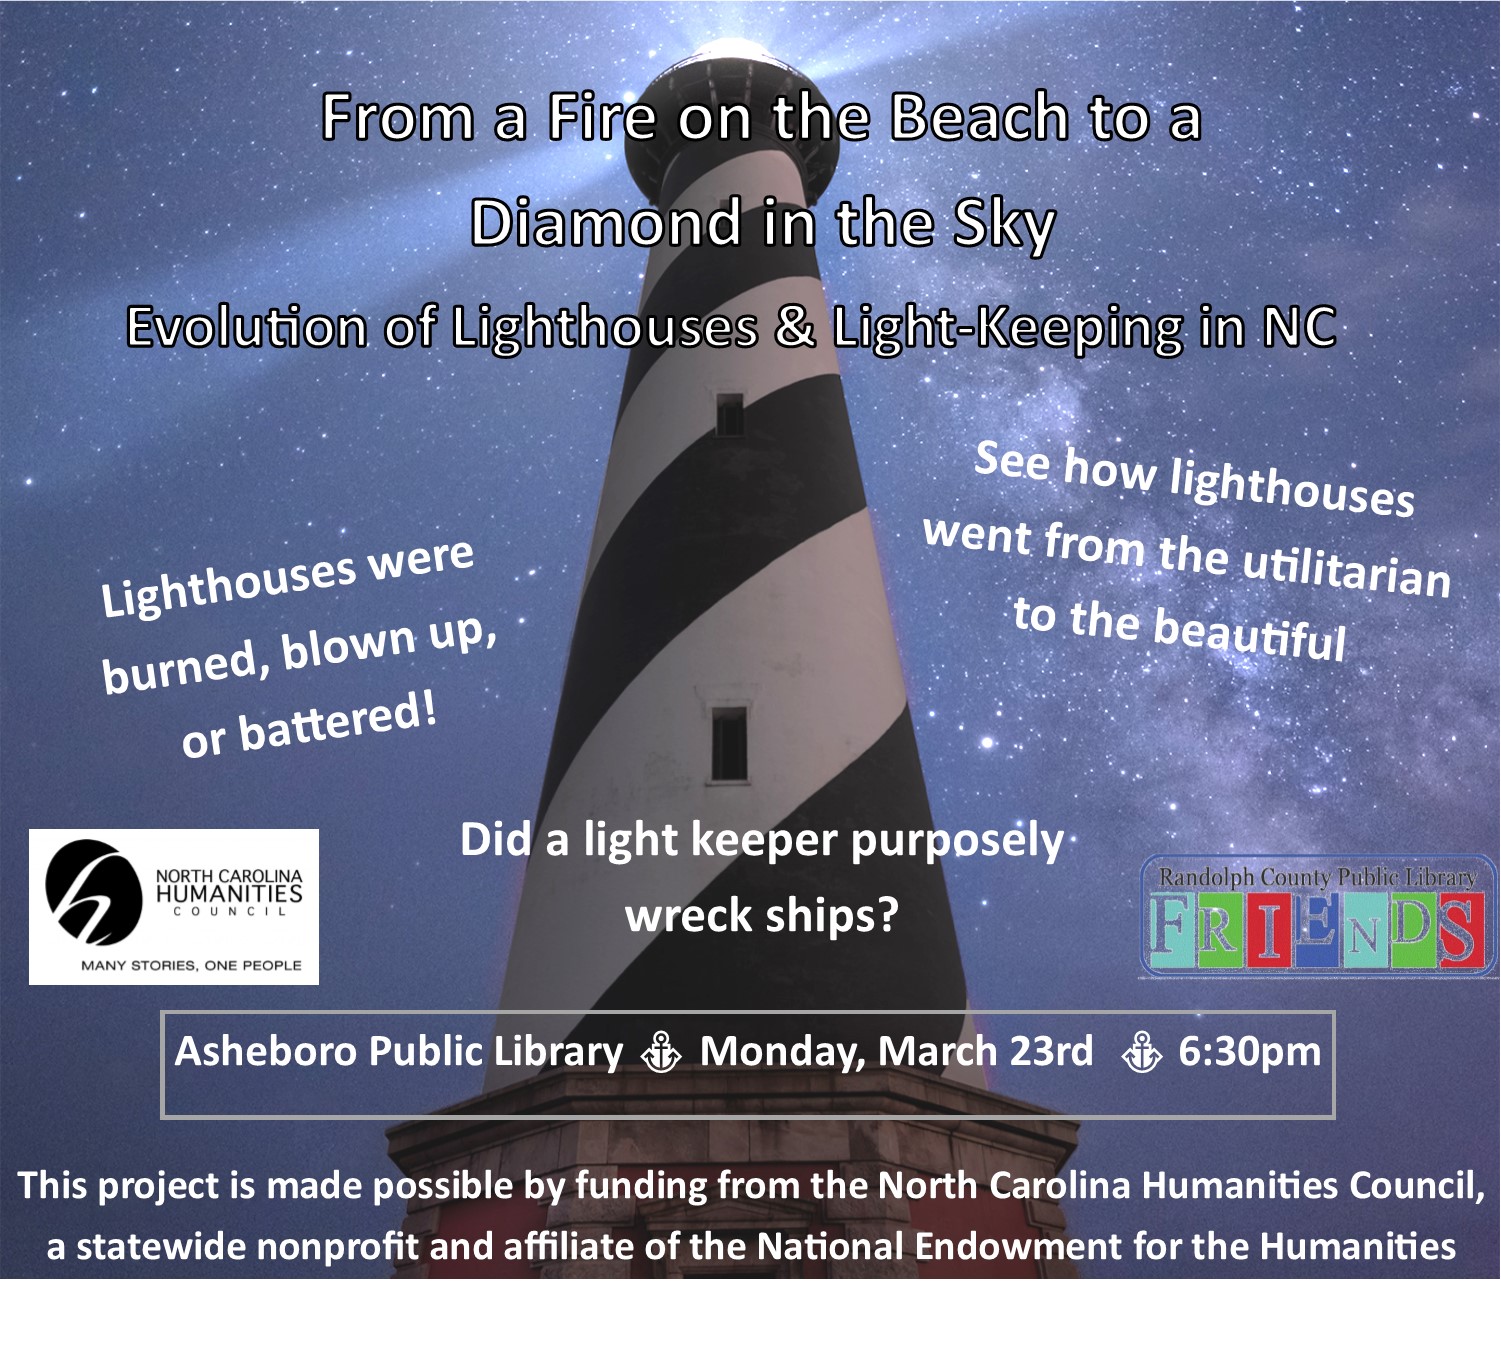 From a Fire on the Beach to a
Diamond in the Sky
Evolution of Lighthouses & Light-Keeping in NC
See how lighthouses
went from the utilitarian
to the beautiful
Lighthouses were
burned, blown up,
or battered!
Did a light keeper purposely
wreck ships?
NORTH CAROLINA
HUMANITIES
COUNCIL
MANY STORIES, ONE PEOPLE
Randolph County Public Library
FRIENDS
Asheboro Public Library ⚓ Monday, March 23rd ⚓ 6:30pm
This project is made possible by funding from the North Carolina Humanities Council,
a statewide nonprofit and affiliate of the National Endowment for the Humanities